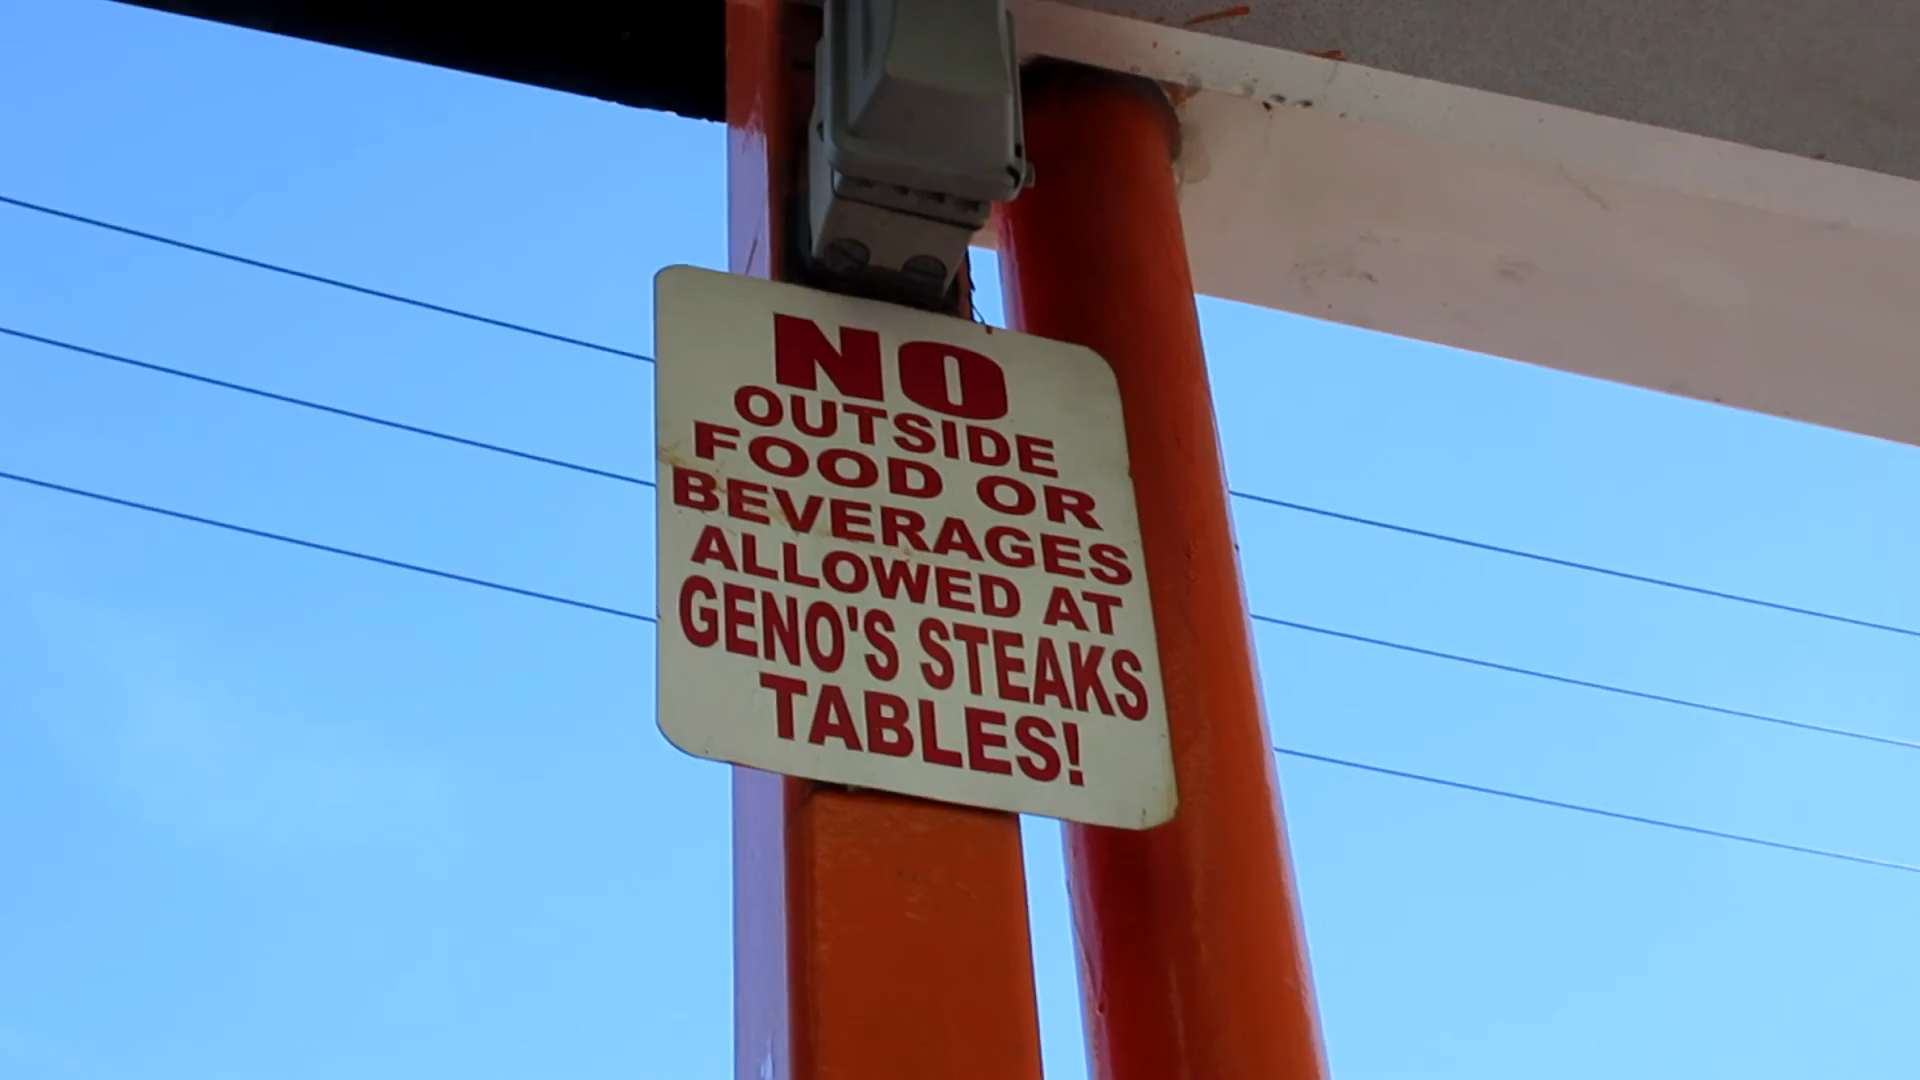 NO
OUTSIDE
FOOD OR
BEVERAGES
ALLOWED AT
GENO'S STEAKS
TABLES!